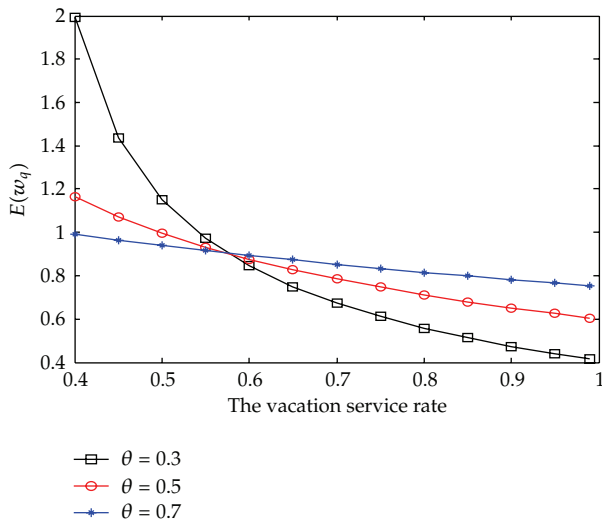 2
1.8
1.6
1.4
1.2
1
0.8
0.6
0.4
E(w_q)
0.4 0.5 0.6 0.7 0.8 0.9 1
The vacation service rate
θ = 0.3
θ = 0.5
θ = 0.7